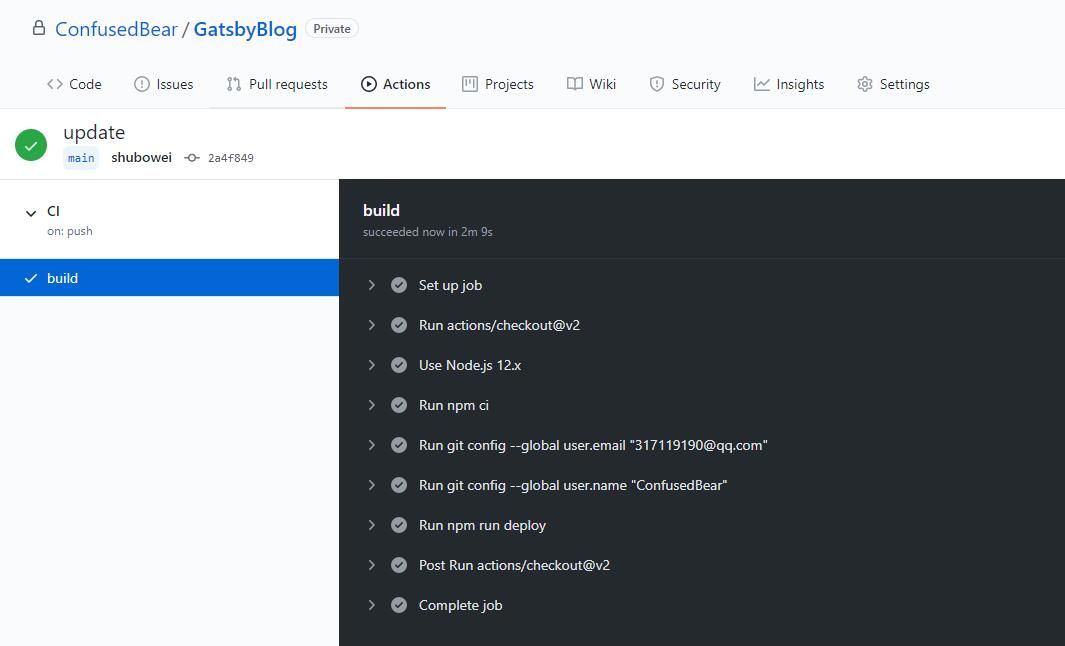 ConfusedBear / GatsbyBlog Private
Code Issues Pull requests Actions Projects Wiki Security Insights Settings
update
main shubowei 2a4f849
CI
on: push
build
build
succeeded now in 2m 9s
Set up job
Run actions/checkout@v2
Use Node.js 12.x
Run npm ci
Run git config --global user.email "317119190@qq.com"
Run git config --global user.name "ConfusedBear"
Run npm run deploy
Post Run actions/checkout@v2
Complete job